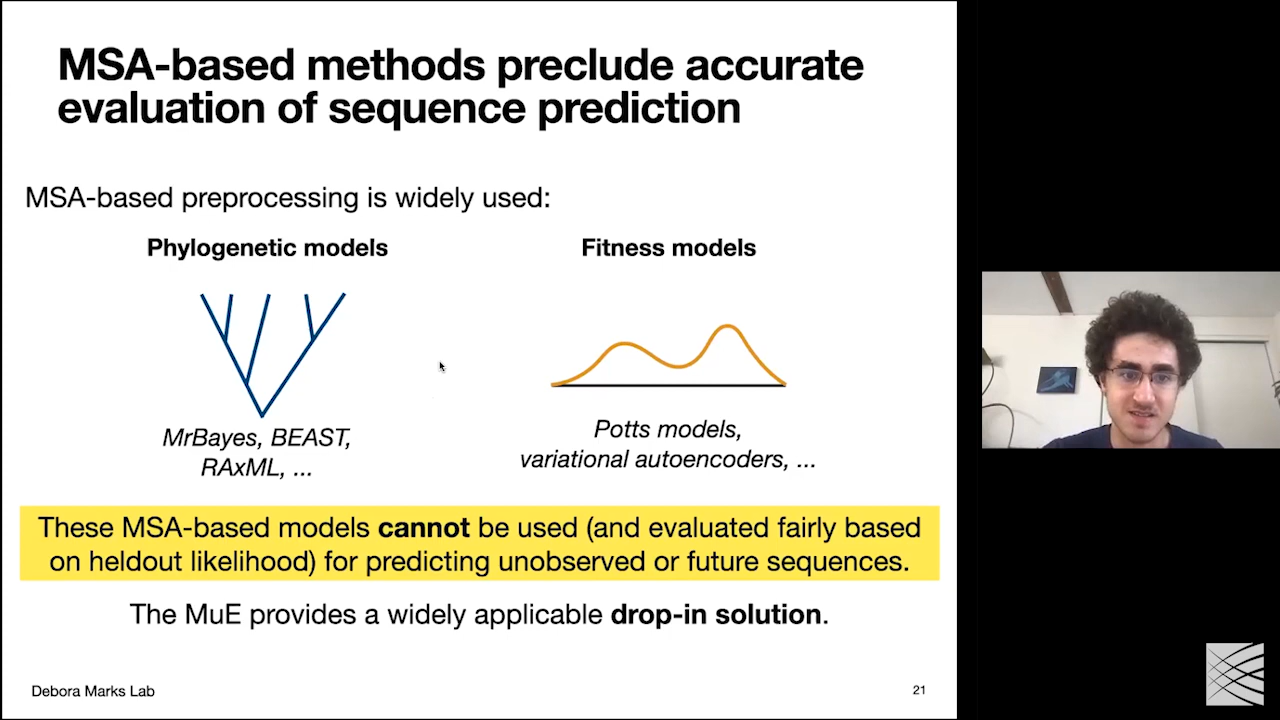 MSA-based methods preclude accurate
evaluation of sequence prediction
MSA-based preprocessing is widely used:
Phylogenetic models
MrBayes, BEAST,
RAxML, ...
Fitness models
Potts models,
variational autoencoders, ...
These MSA-based models cannot be used (and evaluated fairly based
on heldout likelihood) for predicting unobserved or future sequences.
The MuE provides a widely applicable drop-in solution.
Debora Marks Lab
21